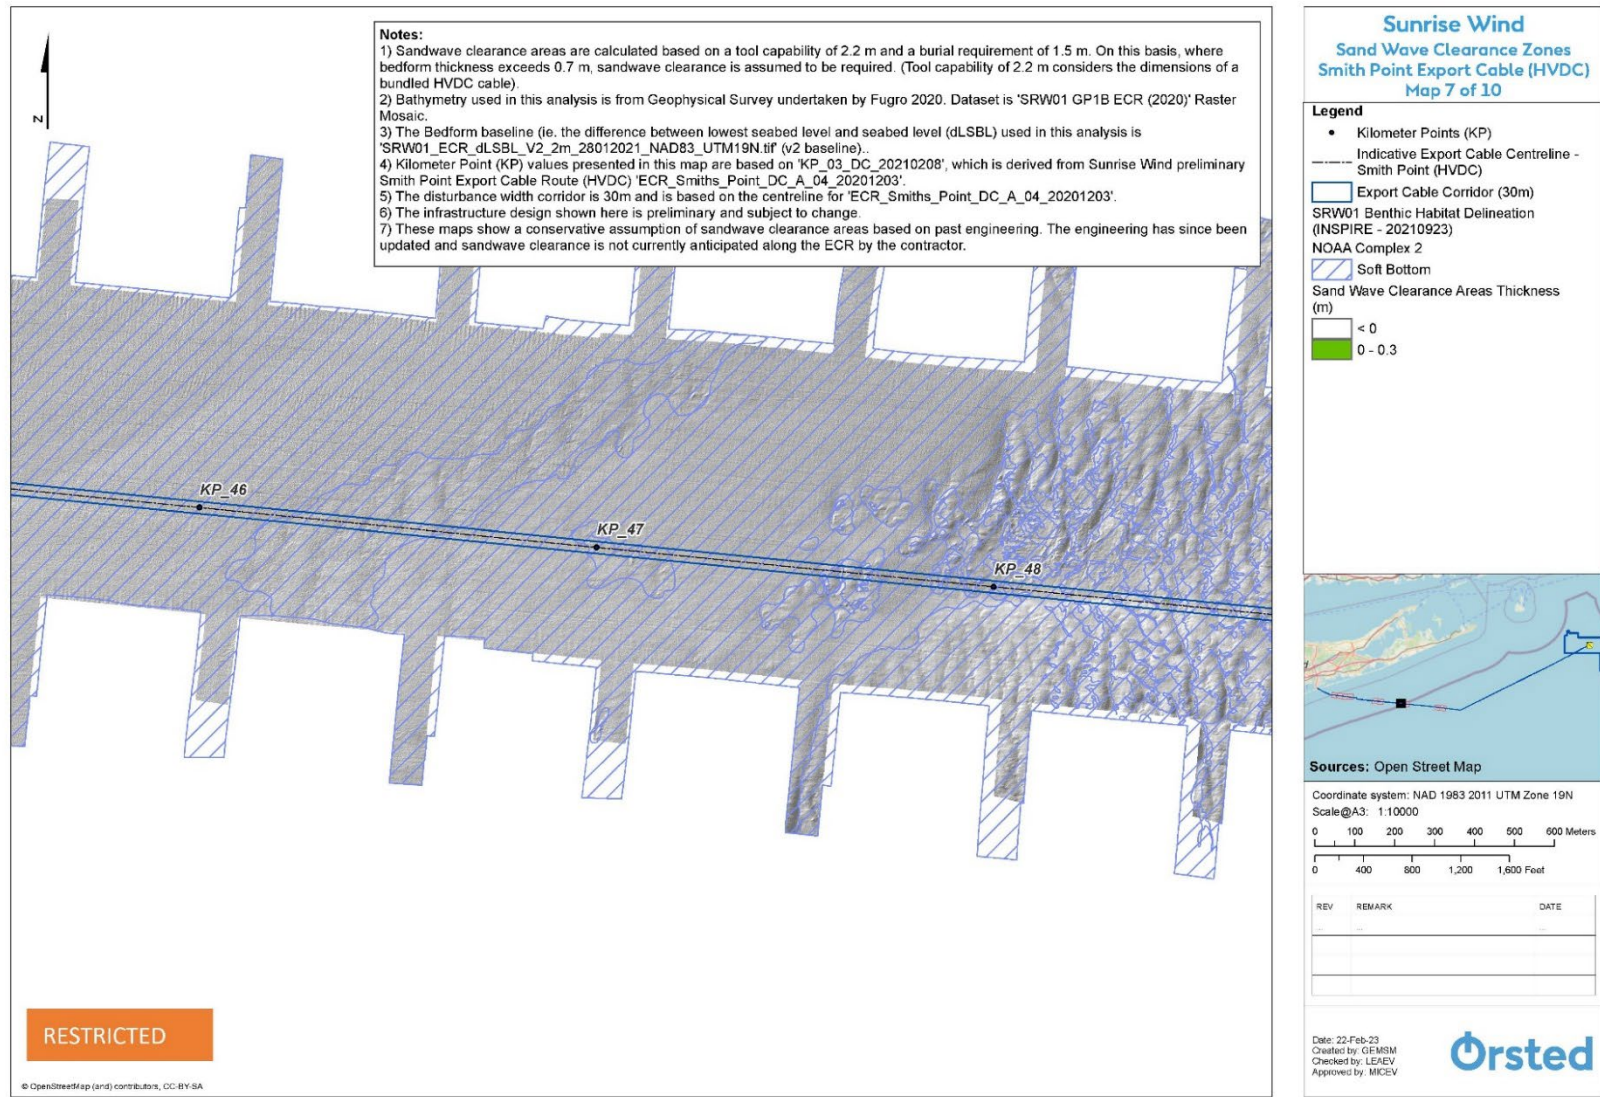 Notes:
1) Sandwave clearance areas are calculated based on a tool capability of 2.2 m and a burial requirement of 1.5 m. On this basis, where
bedform thickness exceeds 0.7 m, sandwave clearance is assumed to be required. (Tool capability of 2.2 m considers the dimensions of a
bundled HVDC cable).
2) Bathymetry used in this analysis is from Geophysical Survey undertaken by Fugro 2020. Dataset is 'SRW01 GP1B ECR (2020)' Raster
Mosaic.
3) The Bedform baseline (ie. the difference between lowest seabed level and seabed level (dLSBL) used in this analysis is
'SRW01_ECR_dLSBL_V2_2m_28012021_NAD83_UTM19N.tif' (v2 baseline)..
4) Kilometer Point (KP) values presented in this map are based on 'KP_03_DC_20210208', which is derived from Sunrise Wind preliminary
Smith Point Export Cable Route (HVDC) 'ECR_Smiths_Point_DC_A_04_20201203'.
5) The disturbance width corridor is 30m and is based on the centreline for 'ECR_Smiths_Point_DC_A_04_20201203'.
6) The infrastructure design shown here is preliminary and subject to change.
7) These maps show a conservative assumption of sandwave clearance areas based on past engineering. The engineering has since been
updated and sandwave clearance is not currently anticipated along the ECR by the contractor.
N
KP_46
KP_47
KP_48
RESTRICTED
© OpenStreetMap (and) contributors, CC-BY-SA
Sunrise Wind
Sand Wave Clearance Zones
Smith Point Export Cable (HVDC)
Map 7 of 10
Legend
Kilometer Points (KP)
Indicative Export Cable Centreline -
Smith Point (HVDC)
Export Cable Corridor (30m)
SRW01 Benthic Habitat Delineation
(INSPIRE - 20210923)
NOAA Complex 2
Soft Bottom
Sand Wave Clearance Areas Thickness
(m)
< 0
0 - 0.3
Sources: Open Street Map
Coordinate system: NAD 1983 2011 UTM Zone 19N
Scale@A3: 1:10000
0 100 200 300 400 500 600 Meters
0 400 800 1,200 1,600 Feet
REV REMARK DATE
... ... ...
Date: 22-Feb-23
Created by: GEMSM
Checked by: LEAEV
Approved by: MICEV
Ørsted